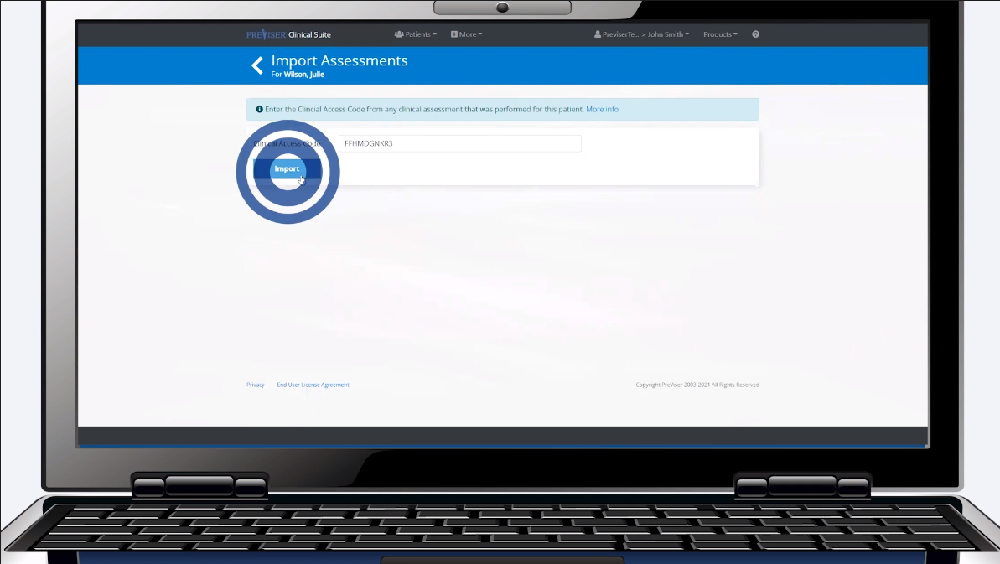 PREVISER Clinical Suite Patients More PreviserTe... > John Smith Products
Import Assessments
For Wilson, Julie
Enter the Clincial Access Code from any clinical assessment that was performed for this patient. More info
Clinical Access Code FFHMDGNKR3
Import
Privacy End User License Agreement Copyright PreViser 2003-2021 All Rights Reserved